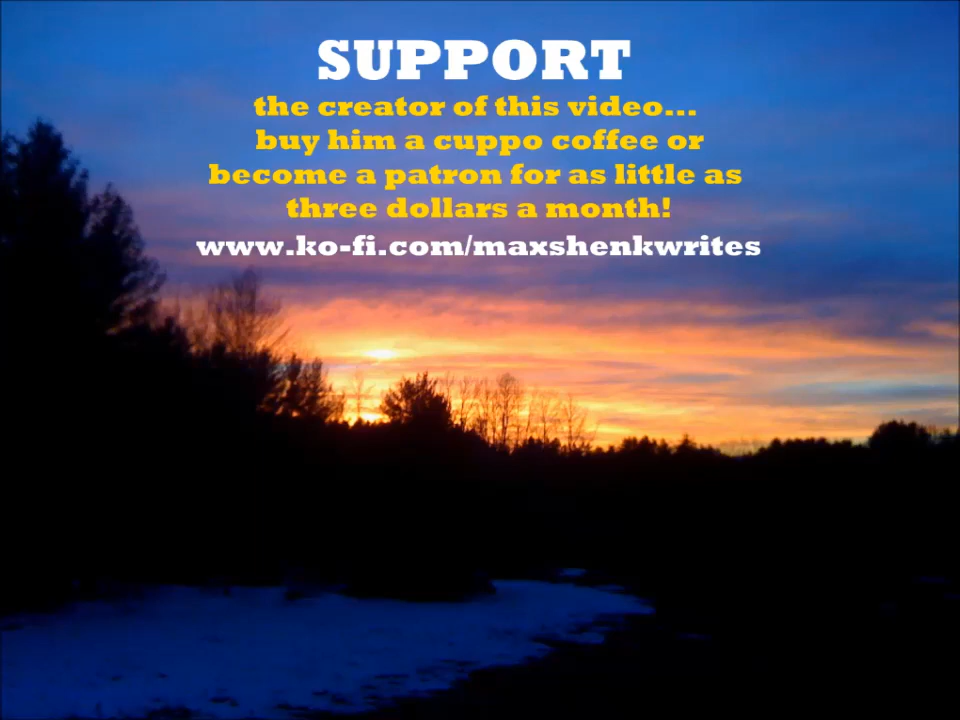 SUPPORT
the creator of this video...
buy him a cuppo coffee or
become a patron for as little as
three dollars a month!
www.ko-fi.com/maxshenkwrites